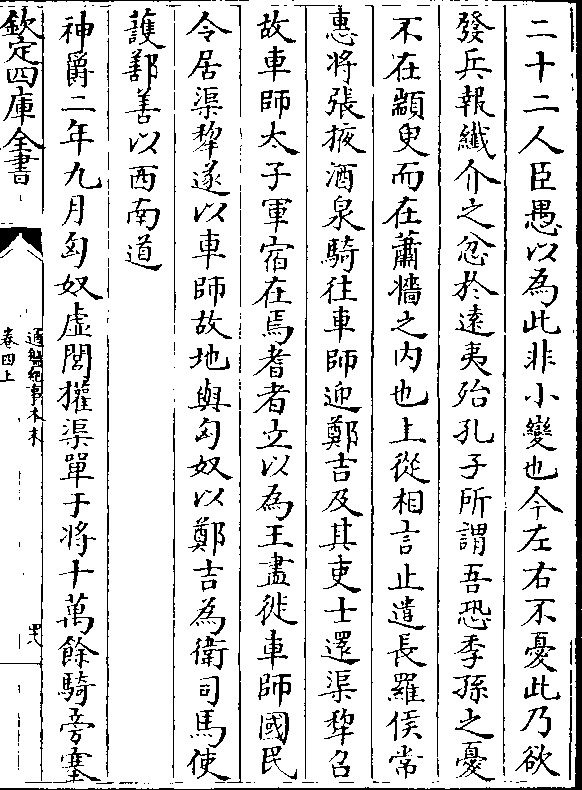 二十二人臣愚以為此非小變也今左右不憂此乃欲
發兵報纖介之忿於遠夷殆孔子所謂吾恐季孫之憂
不在顓臾而在蕭牆之内也上從相言止遣長羅侯常
惠將張掖酒泉騎往車師迎鄭吉及其吏士還渠犂召
故車師太子軍宿在焉耆者立以為王盡徙車師國民
令居渠犂遂以車師故地與匈奴以鄭吉為衛司馬使
護鄯善以西南道
神爵二年九月匈奴虛閭權渠單于將十萬餘騎旁塞
欽定四庫全書
通鑑紀事本末
卷四上